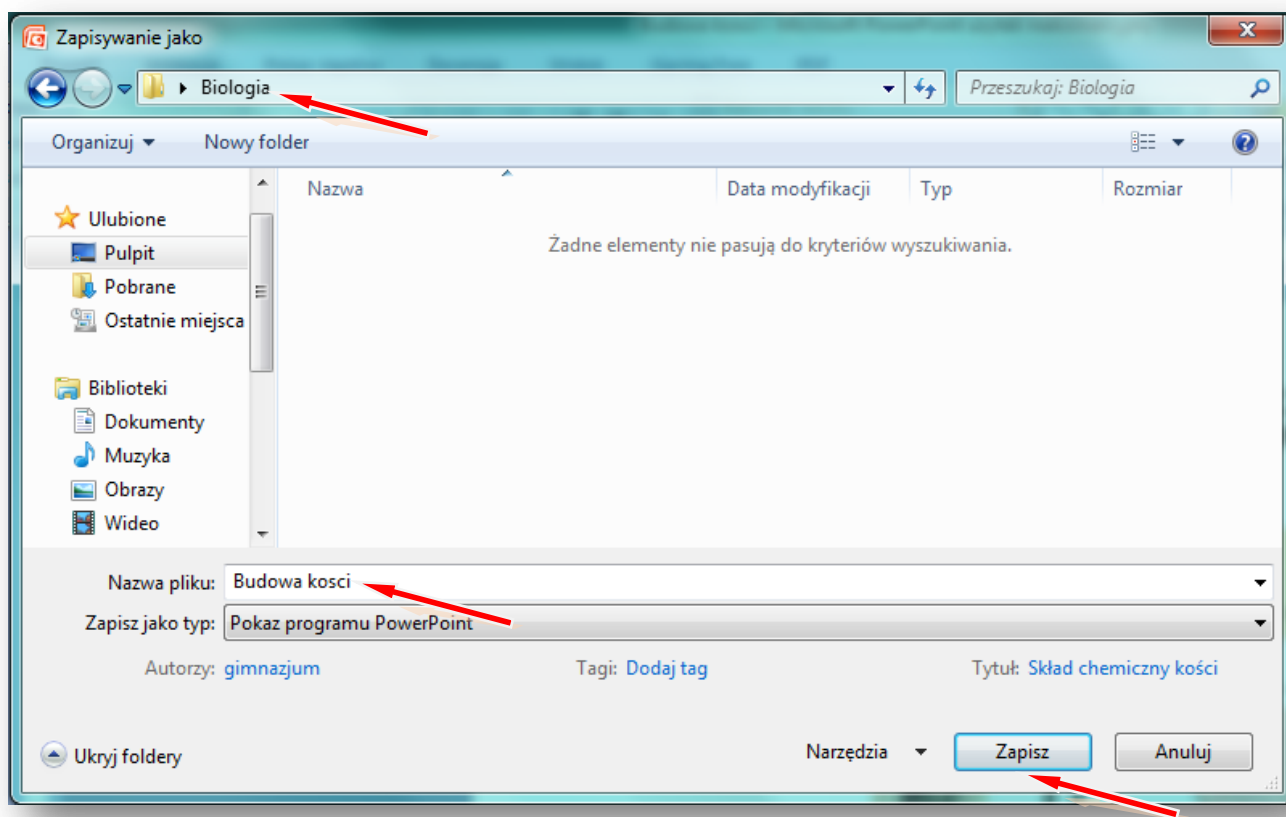 Zapisywanie jako
Biologia
Przeszukaj: Biologia
Organizuj
Nowy folder
Nazwa
Data modyfikacji
Typ
Rozmiar
Żadne elementy nie pasują do kryteriów wyszukiwania.
Ulubione
Pulpit
Pobrane
Ostatnie miejsca
Biblioteki
Dokumenty
Muzyka
Obrazy
Wideo
Nazwa pliku: Budowa kosci
Zapisz jako typ: Pokaz programu PowerPoint
Autorzy: gimnazjum
Tagi: Dodaj tag
Tytuł: Skład chemiczny kości
Ukryj foldery
Narzędzia
Zapisz
Anuluj